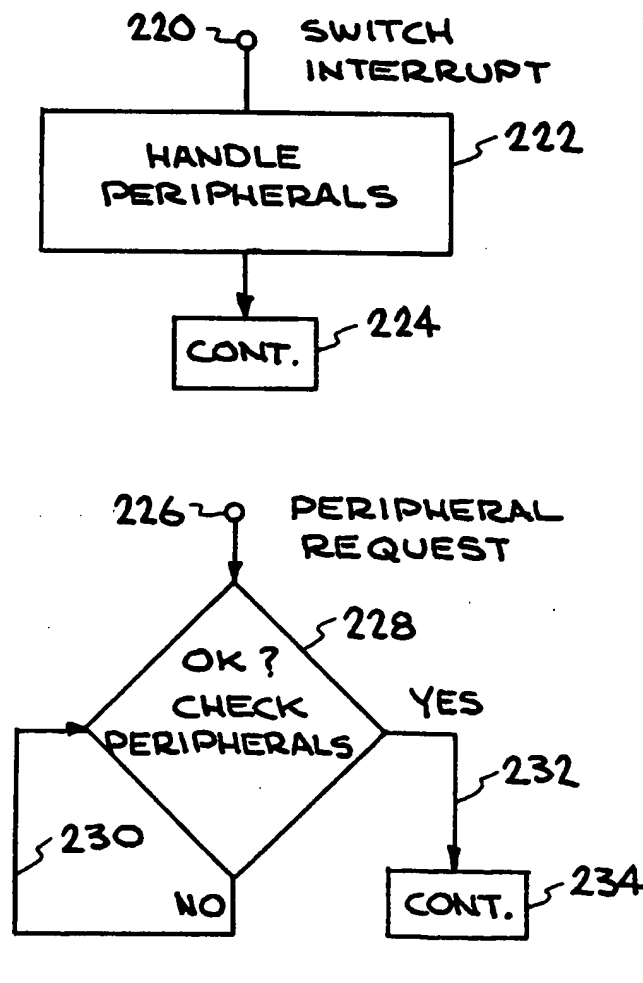 220
SWITCH
INTERRUPT
HANDLE
PERIPHERALS
222
CONT.
224
226
PERIPHERAL
REQUEST
228
OK?
CHECK
PERIPHERALS
YES
232
230
NO
CONT.
234